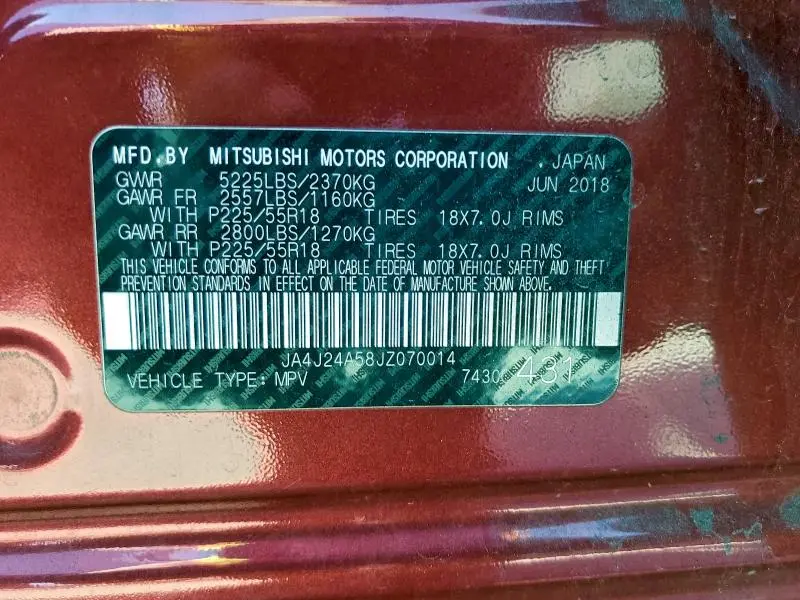 MFD.BY MITSUBISHI MOTORS CORPORATION . JAPAN
GVWR 5225LBS/2370KG JUN 2018
GAWR FR 2557LBS/1160KG
WITH P225/55R18 TIRES 18X7.0J RIMS
GAWR RR 2800LBS/1270KG
WITH P225/55R18 TIRES 18X7.0J RIMS
THIS VEHICLE CONFORMS TO ALL APPLICABLE FEDERAL MOTOR VEHICLE SAFETY AND THEFT
PREVENTION STANDARDS IN EFFECT ON THE DATE OF MANUFACTURE SHOWN ABOVE.
JA4J24A58JZ070014
VEHICLE TYPE: MPV 7430 431